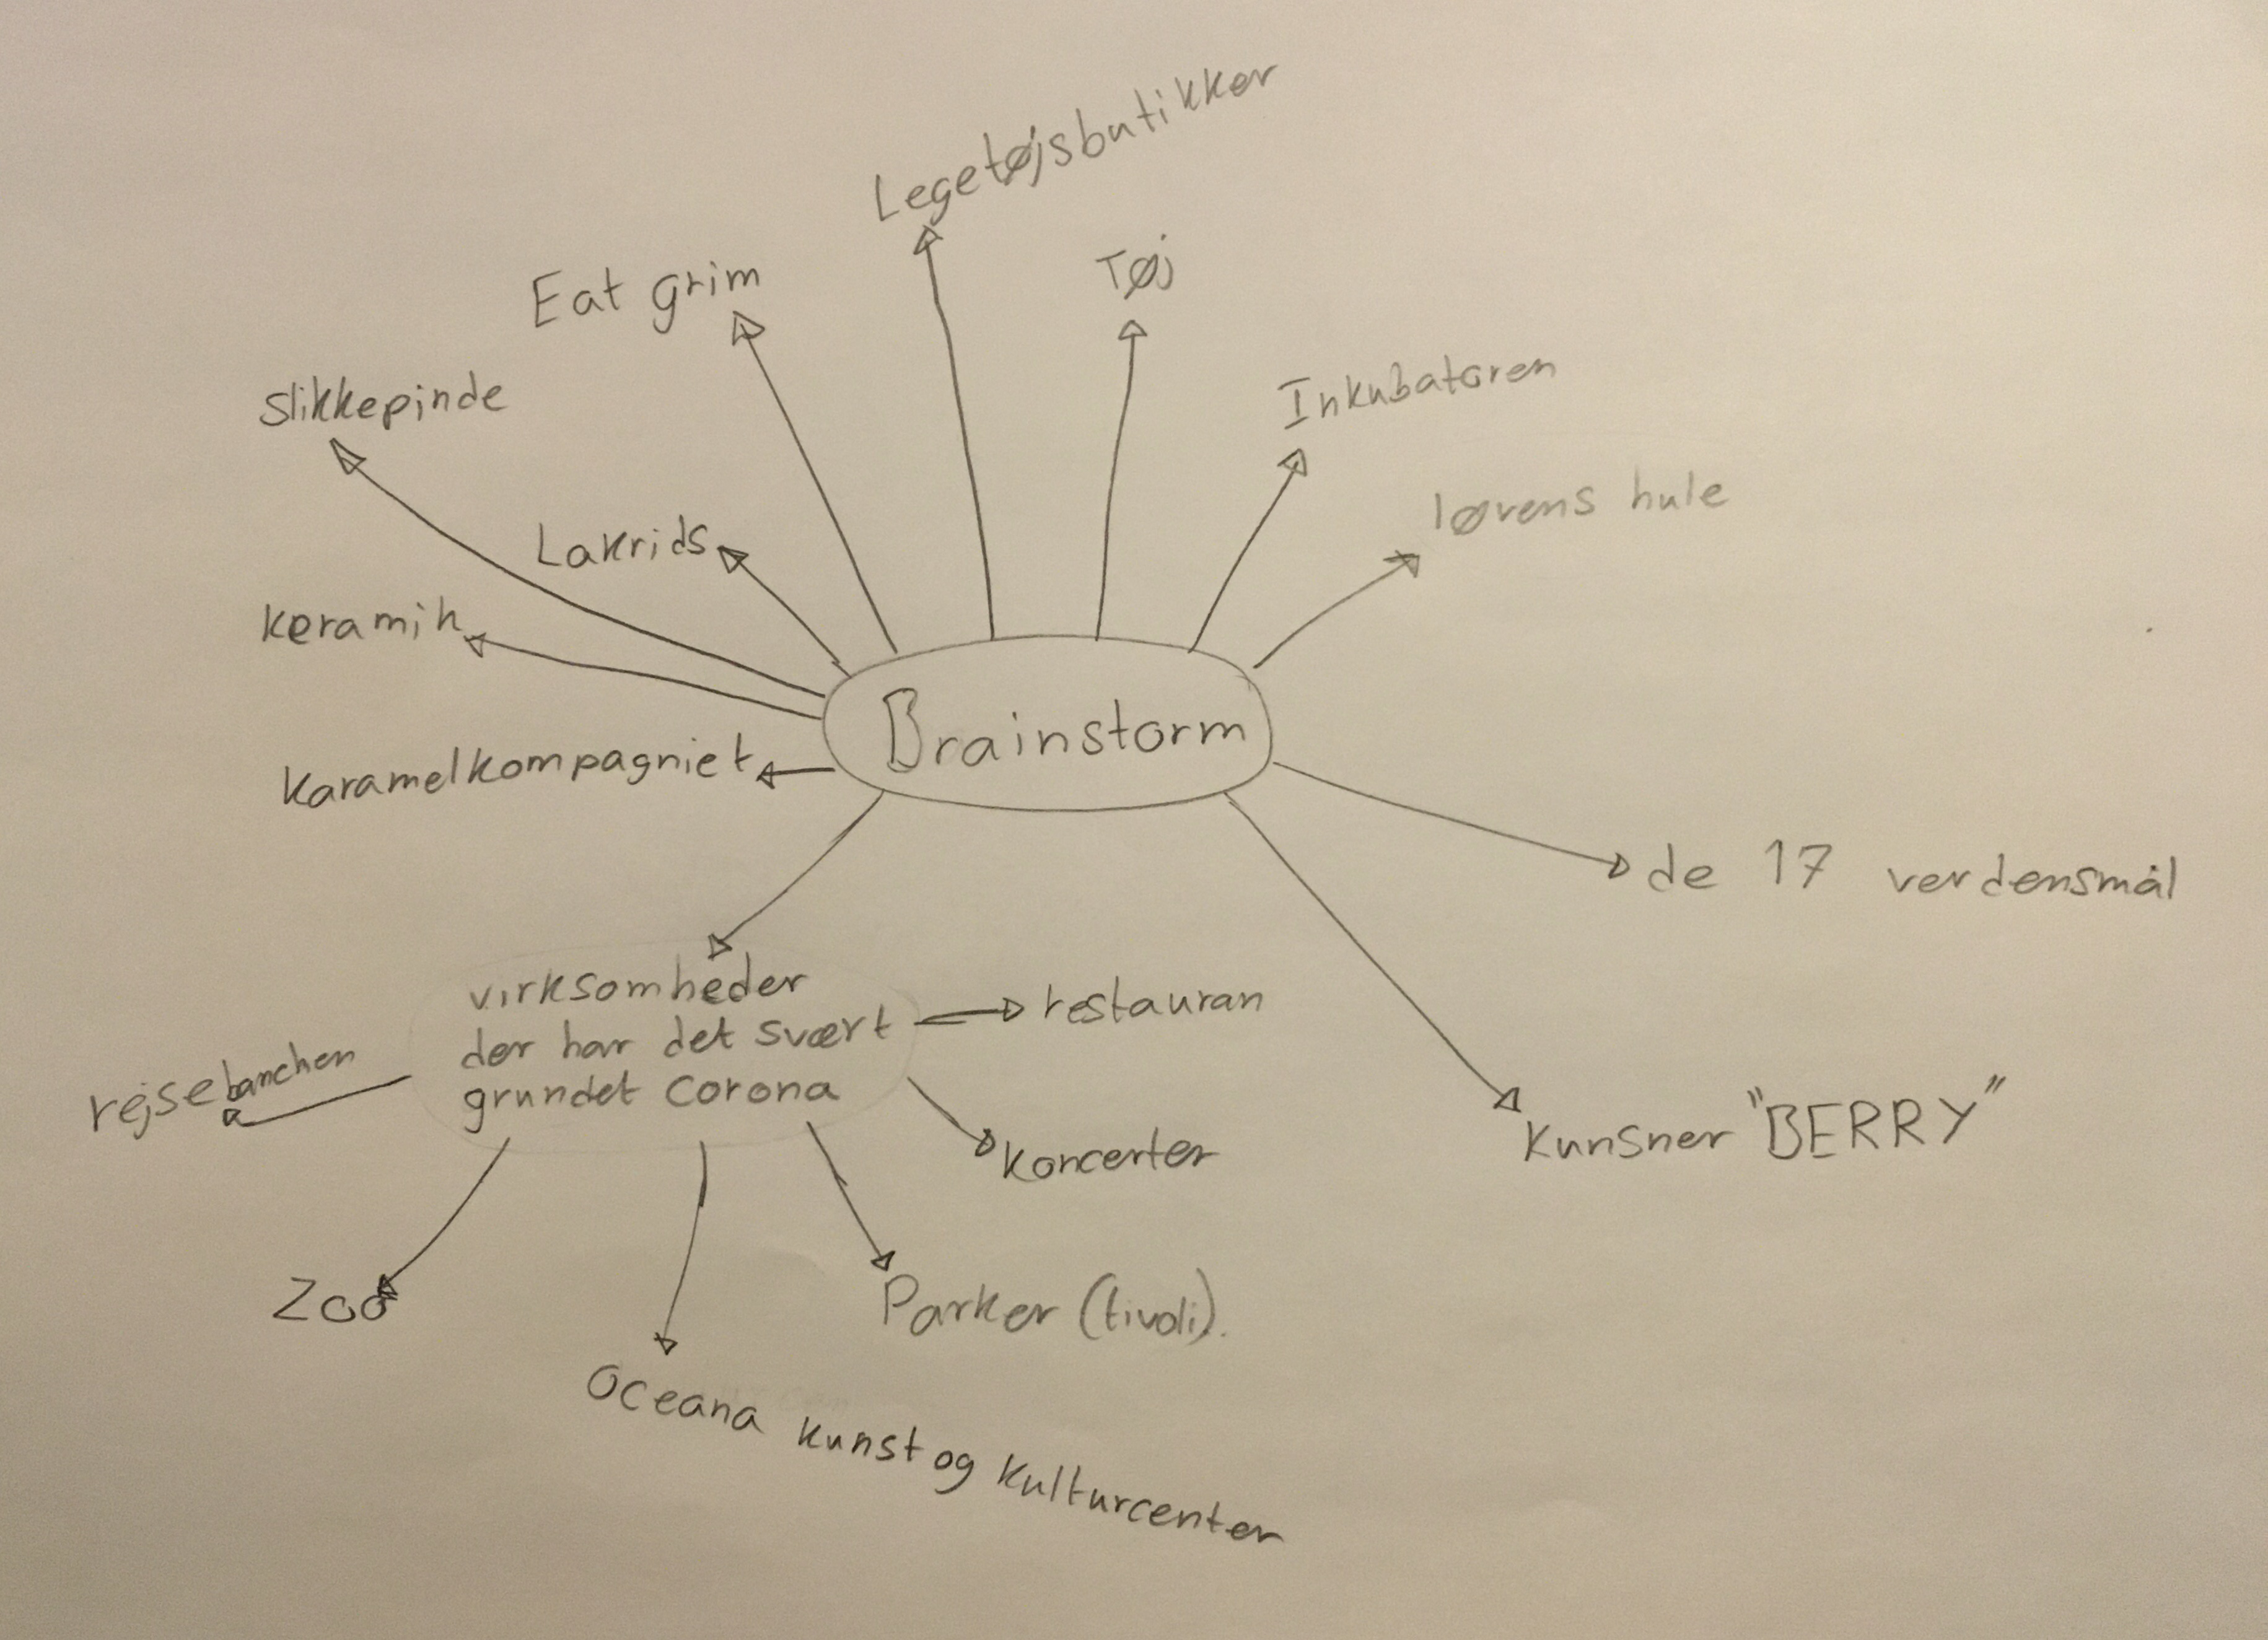 Legetøjsbutikker
Tøj
Eat grim
Inkubatoren
Slikkepinde
løvens hule
Lakrids
keramik
Brainstorm
Karamelkompagniet
de 17 verdensmål
virksomheder
der har det svært
grundet Corona
restauran
rejsebranchen
Kunsner "BERRY"
Koncerter
Zoo
Parker (tivoli).
Oceana kunst og kulturcenter